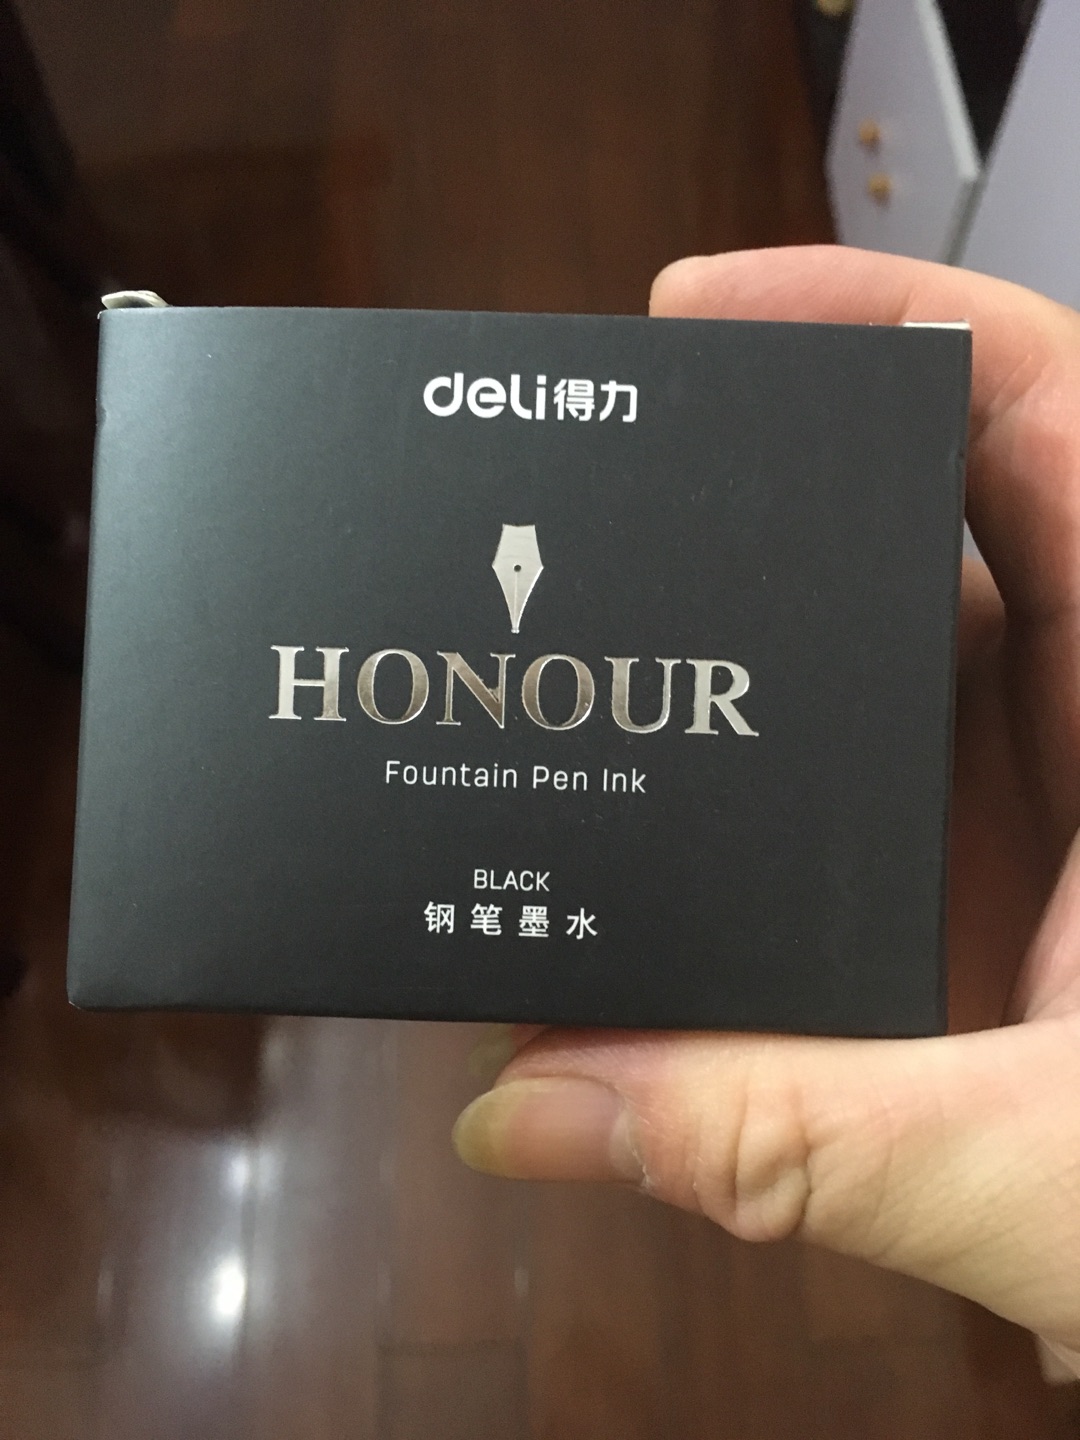 deli得力
HONOUR
Fountain Pen Ink
BLACK
钢笔墨水